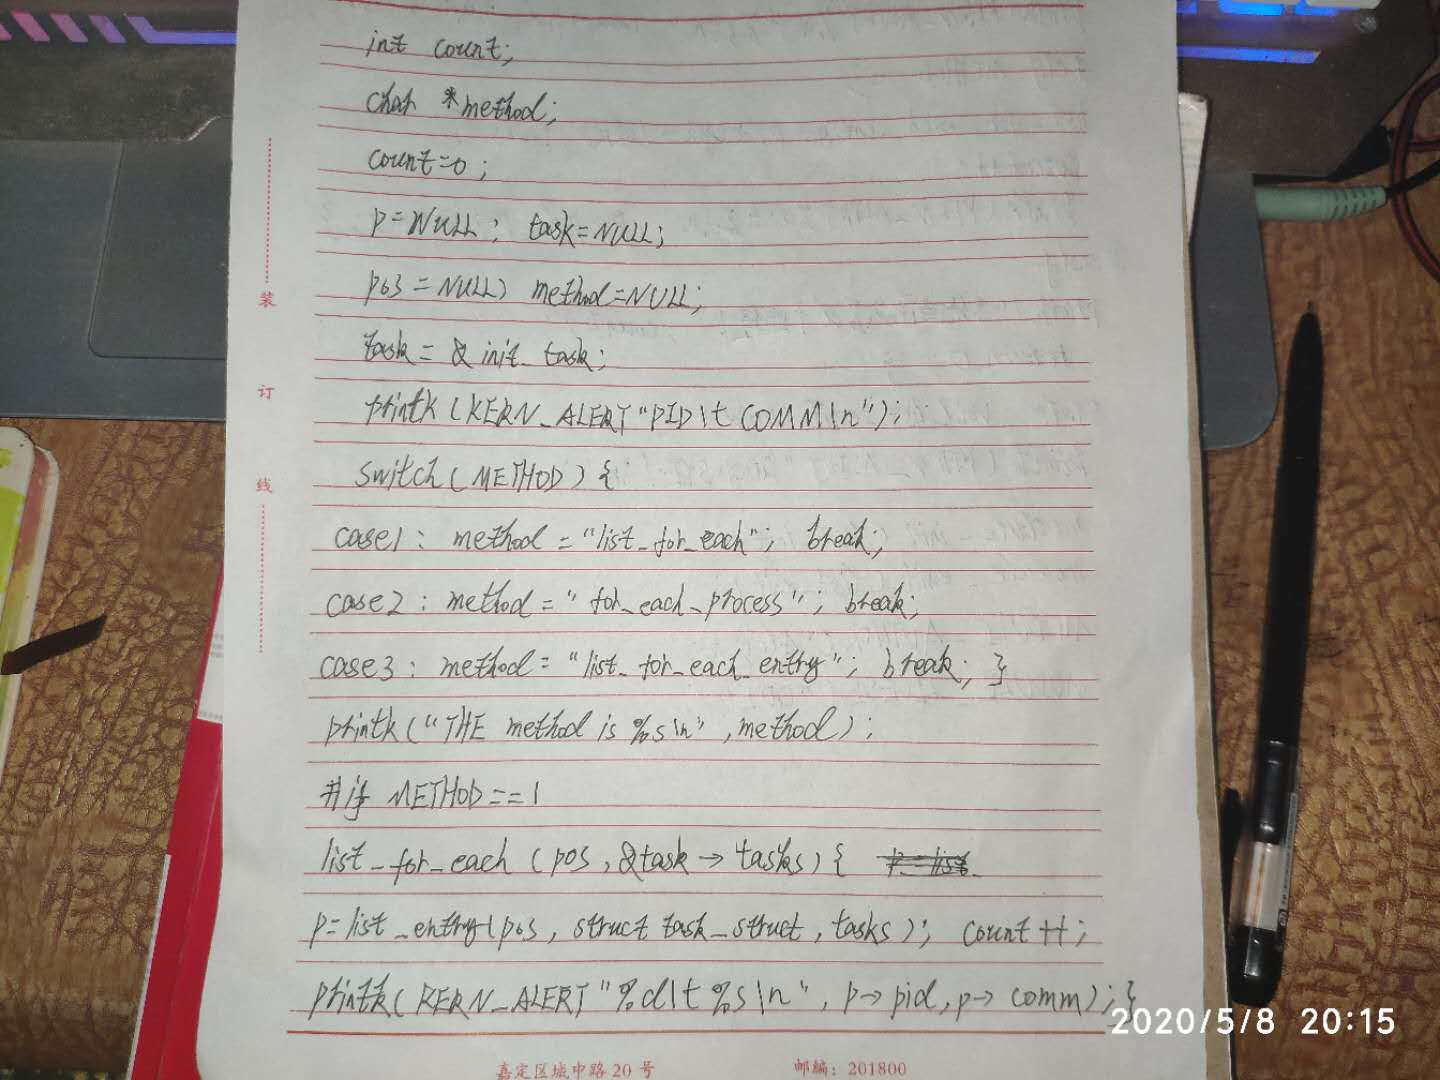 int count;
char *method;
count=0;
p=NULL; task=NULL;
pos=NULL; method=NULL;
task= & init_task;
printk (KERN_ALERT"PID\t COMM\n");
switch(METHOD) {
case1: method = "list_for_each"; break;
case2: method = "for_each_process"; break;
case3: method = "list_for_each_entry"; break; }
printk("THE method is %s\n", method);
#if METHOD==1
list_for_each (pos, &task→tasks) {
p=list_entry(pos, struct task_struct, tasks); count++;
printk(KERN_ALERT"%d\t %s\n", p→pid, p→comm);}
装
订
线
嘉定区城中路20号 邮编: 201800
2020/5/8 20:15